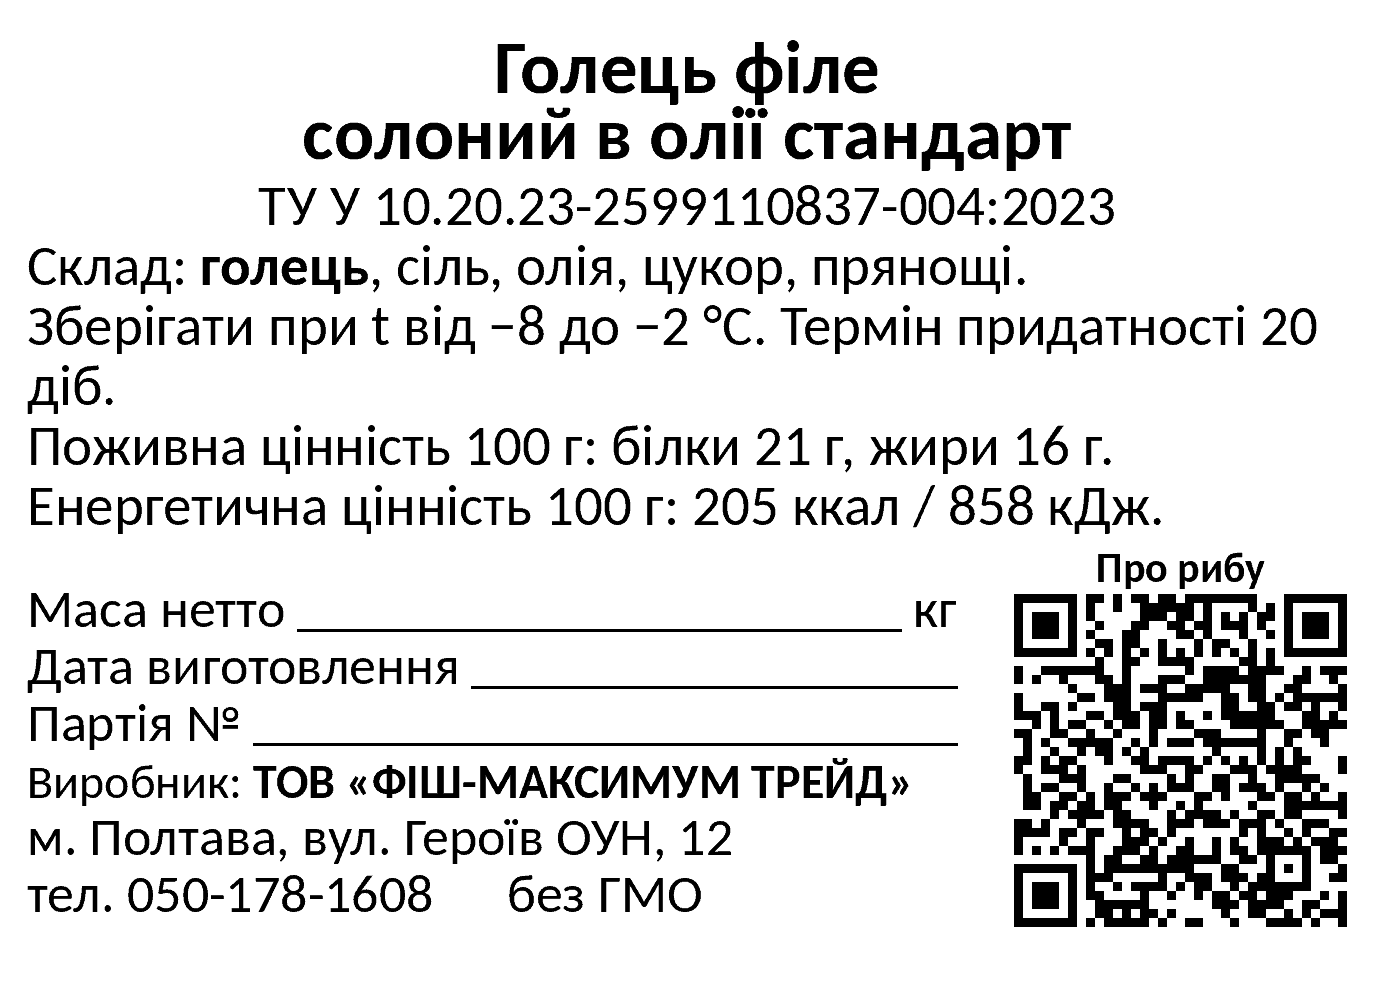 Голець філе
солоний в олії стандарт
ТУ У 10.20.23-2599110837-004:2023
Склад: голець, сіль, олія, цукор, прянощі.
Зберігати при t від −8 до −2 °C. Термін придатності 20
діб.
Поживна цінність 100 г: білки 21 г, жири 16 г.
Енергетична цінність 100 г: 205 ккал / 858 кДж.
Про рибу
Маса нетто ________________________ кг
Дата виготовлення ___________________
Партія № ____________________________
Виробник: ТОВ «ФІШ-МАКСИМУМ ТРЕЙД»
м. Полтава, вул. Героїв ОУН, 12
тел. 050-178-1608 без ГМО